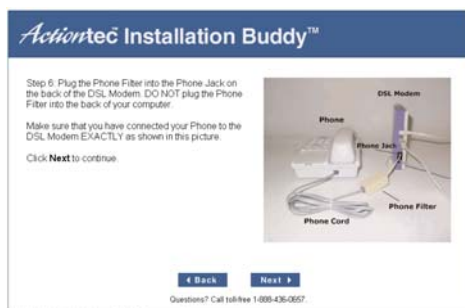 Actiontec Installation Buddy™
Step 6: Plug the Phone Filter into the Phone Jack on
the back of the DSL Modem. DO NOT plug the Phone
Filter into the back of your computer.
Make sure that you have connected your Phone to the
DSL Modem EXACTLY as shown in this picture.
Click Next to continue.
DSL Modem
Phone
Phone Jack
Phone Filter
Phone Cord
Back
Next
Questions? Call toll-free 1-888-436-0657.